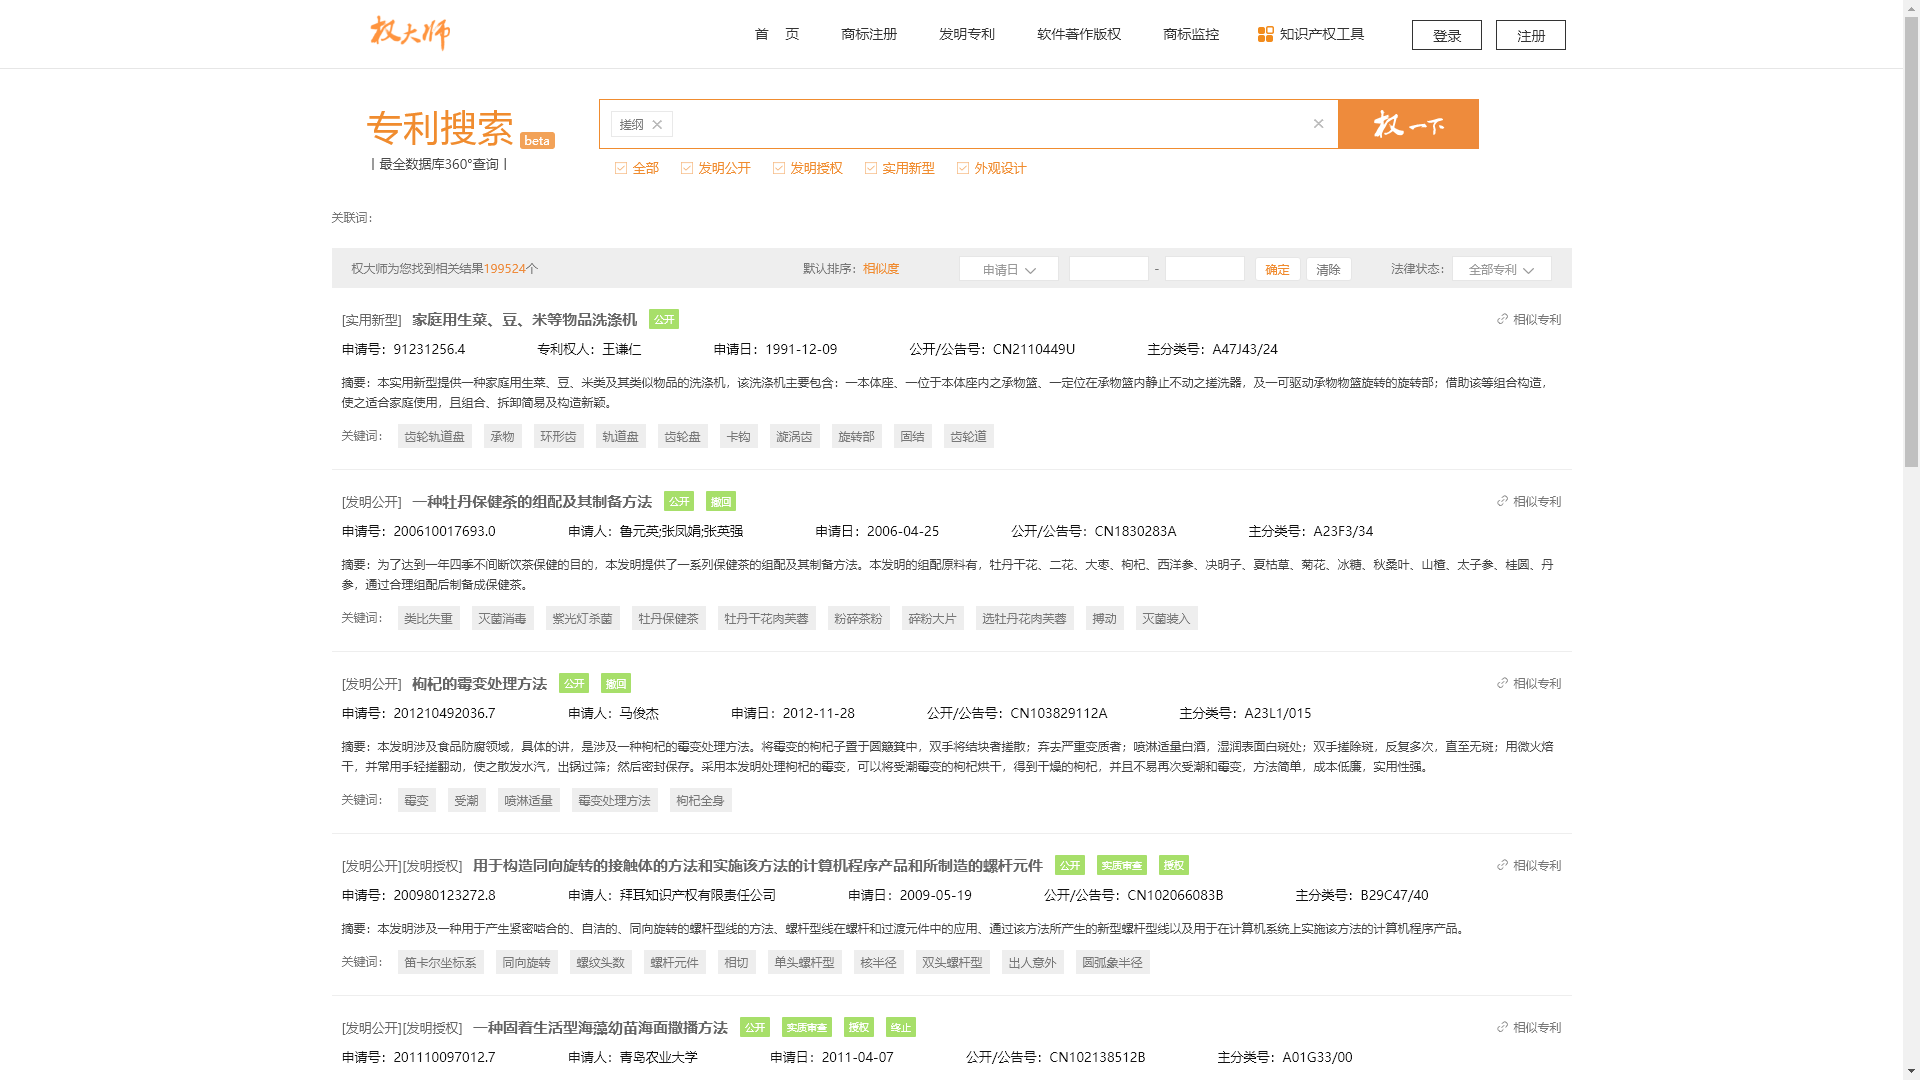 权大师
首 页 商标注册 发明专利 软件著作版权 商标监控 知识产权工具 登录 注册
专利搜索 beta
| 最全数据库360°查询 |
搓纲 × × 权一下
全部 发明公开 发明授权 实用新型 外观设计
关联词：
权大师为您找到相关结果199524个 默认排序：相似度 申请日 - 确定 清除 法律状态： 全部专利
[实用新型] 家庭用生菜、豆、米等物品洗涤机 公开 相似专利
申请号：91231256.4 专利权人：王谦仁 申请日：1991-12-09 公开/公告号：CN2110449U 主分类号：A47J43/24
摘要：本实用新型提供一种家庭用生菜、豆、米类及其类似物品的洗涤机，该洗涤机主要包含：一本体座、一位于本体座内之承物篮、一定位在承物篮内静止不动之搓洗器，及一可驱动承物物篮旋转的旋转部；借助该等组合构造，
使之适合家庭使用，且组合、拆卸简易及构造新颖。
关键词： 齿轮轨道盘 承物 环形齿 轨道盘 齿轮盘 卡钩 漩涡齿 旋转部 固结 齿轮道
[发明公开] 一种牡丹保健茶的组配及其制备方法 公开 撤回 相似专利
申请号：200610017693.0 申请人：鲁元英;张凤娟;张英强 申请日：2006-04-25 公开/公告号：CN1830283A 主分类号：A23F3/34
摘要：为了达到一年四季不间断饮茶保健的目的，本发明提供了一系列保健茶的组配及其制备方法。本发明的组配原料有，牡丹干花、二花、大枣、枸杞、西洋参、决明子、夏枯草、菊花、冰糖、秋桑叶、山楂、太子参、桂圆、丹
参，通过合理组配后制备成保健茶。
关键词： 类比失重 灭菌消毒 紫光灯杀菌 牡丹保健茶 牡丹干花肉芙蓉 粉碎茶粉 碎粉大片 选牡丹花肉芙蓉 搏动 灭菌装入
[发明公开] 枸杞的霉变处理方法 公开 撤回 相似专利
申请号：201210492036.7 申请人：马俊杰 申请日：2012-11-28 公开/公告号：CN103829112A 主分类号：A23L1/015
摘要：本发明涉及食品防腐领域，具体的讲，是涉及一种枸杞的霉变处理方法。将霉变的枸杞子置于圆簸箕中，双手将结块者搓散；弃去严重变质者；喷淋适量白酒，湿润表面白斑处；双手搓除斑，反复多次，直至无斑；用微火焙
干，并常用手轻搓翻动，使之散发水汽，出锅过筛；然后密封保存。采用本发明处理枸杞的霉变，可以将受潮霉变的枸杞烘干，得到干燥的枸杞，并且不易再次受潮和霉变，方法简单，成本低廉，实用性强。
关键词： 霉变 受潮 喷淋适量 霉变处理方法 枸杞全身
[发明公开][发明授权] 用于构造同向旋转的接触体的方法和实施该方法的计算机程序产品和所制造的螺杆元件 公开 实质审查 授权 相似专利
申请号：200980123272.8 申请人：拜耳知识产权有限责任公司 申请日：2009-05-19 公开/公告号：CN102066083B 主分类号：B29C47/40
摘要：本发明涉及一种用于产生紧密啮合的、自洁的、同向旋转的螺杆型线的方法、螺杆型线在螺杆和过渡元件中的应用、通过该方法所产生的新型螺杆型线以及用于在计算机系统上实施该方法的计算机程序产品。
关键词： 笛卡尔坐标系 同向旋转 螺纹头数 螺杆元件 相切 单头螺杆型 核半径 双头螺杆型 出人意外 圆弧象半径
[发明公开][发明授权] 一种固着生活型海藻幼苗海面撒播方法 公开 实质审查 授权 终止 相似专利
申请号：201110097012.7 申请人：青岛农业大学 申请日：2011-04-07 公开/公告号：CN102138512B 主分类号：A01G33/00